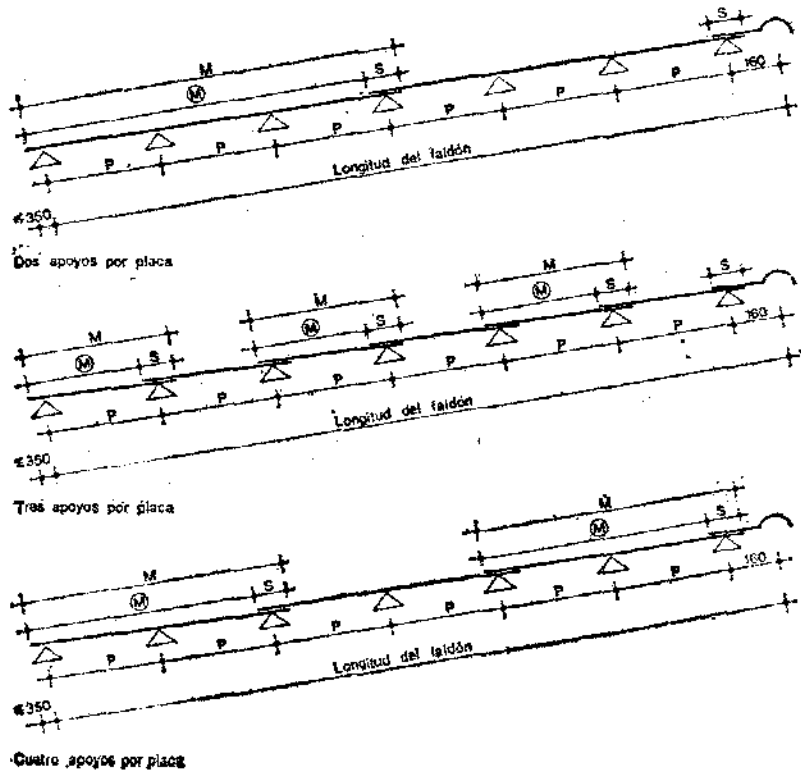 S
M
Ⓜ S
160
P P P P P P
Longitud del faldón
≤350
Dos apoyos por placa
M S
M Ⓜ S
M Ⓜ S
Ⓜ S 160
P P P P P P
Longitud del faldón
≤350
Tres apoyos por placa
M
M Ⓜ S
Ⓜ S 160
P P P P P P
Longitud del faldón
≤350
Cuatro apoyos por placa